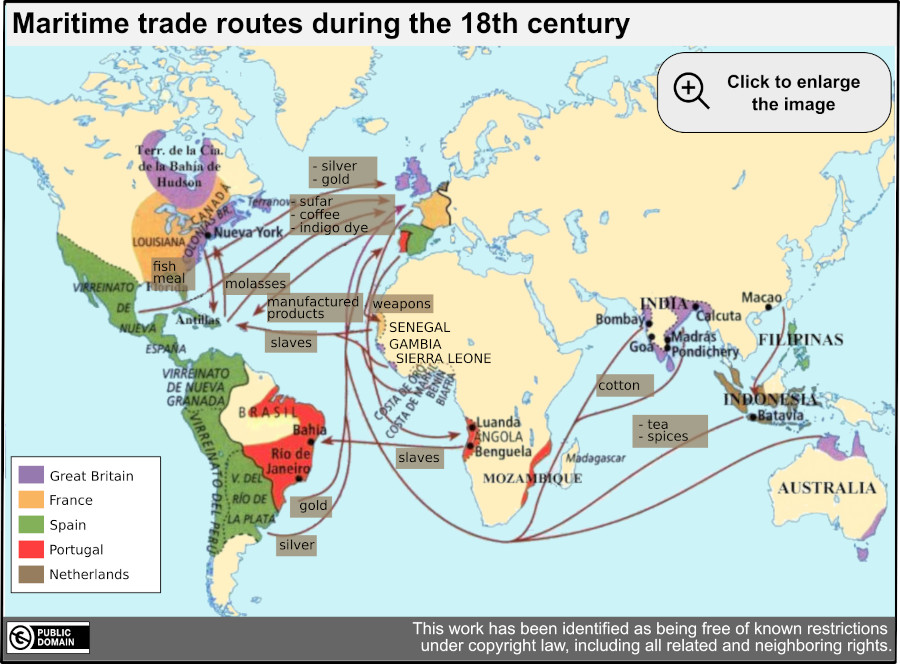 Maritime trade routes during the 18th century
Click to enlarge
the image
Terr. de la Cia.
de la Bahía de
Hudson
CANADÁ
COLONIAS BR.
Terranova
LOUISIANA
Nueva York
- silver
- gold
- sufar
- coffee
- indigo dye
fish
meal
Florida
molasses
manufactured
products
weapons
slaves
VIRREINATO
DE
NUEVA
ESPAÑA
Antillas
SENEGAL
GAMBIA
SIERRA LEONE
COSTA DE ORO
COSTA DE MARFIL
BENIN
BIAFRA
VIRREINATO
DE NUEVA
GRANADA
BRASIL
Bahia
Río de
Janeiro
VIRREINATO DEL PERÚ
V. DEL
RÍO DE
LA PLATA
gold
silver
slaves
Luanda
ANGOLA
Benguela
MOZAMBIQUE
Madagascar
INDIA
Bombay
Goa
Calcuta
Madrás
Pondichery
Macao
FILIPINAS
INDONESIA
Batavia
cotton
- tea
- spices
AUSTRALIA
Great Britain
France
Spain
Portugal
Netherlands
PUBLIC
DOMAIN
This work has been identified as being free of known restrictions
under copyright law, including all related and neighboring rights.